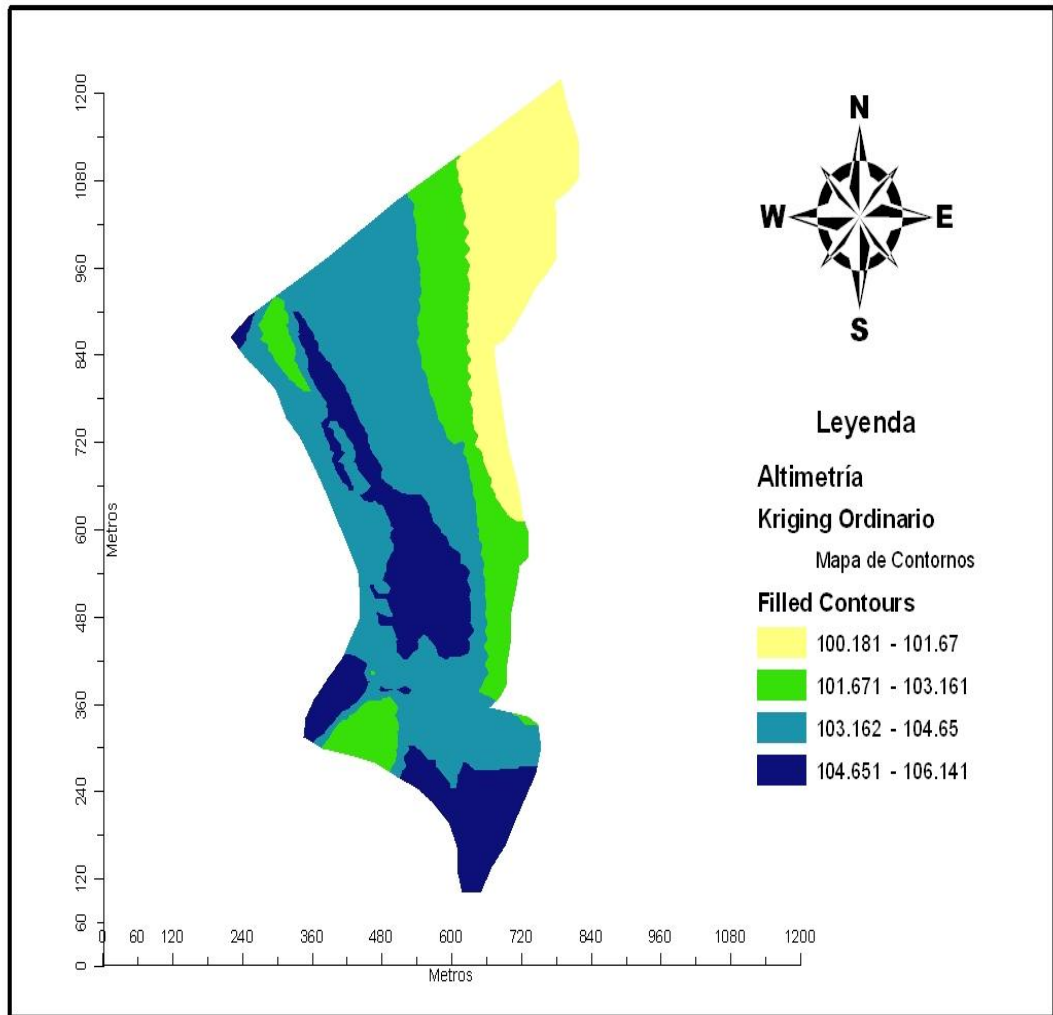 N
W E
S
1200
1080
960
840
720
600
480
360
240
120
60
0
Metros
0 60 120 240 360 480 600 720 840 960 1080 1200
Metros
Leyenda
Altimetría
Kriging Ordinario
Mapa de Contornos
Filled Contours
100.181 - 101.67
101.671 - 103.161
103.162 - 104.65
104.651 - 106.141